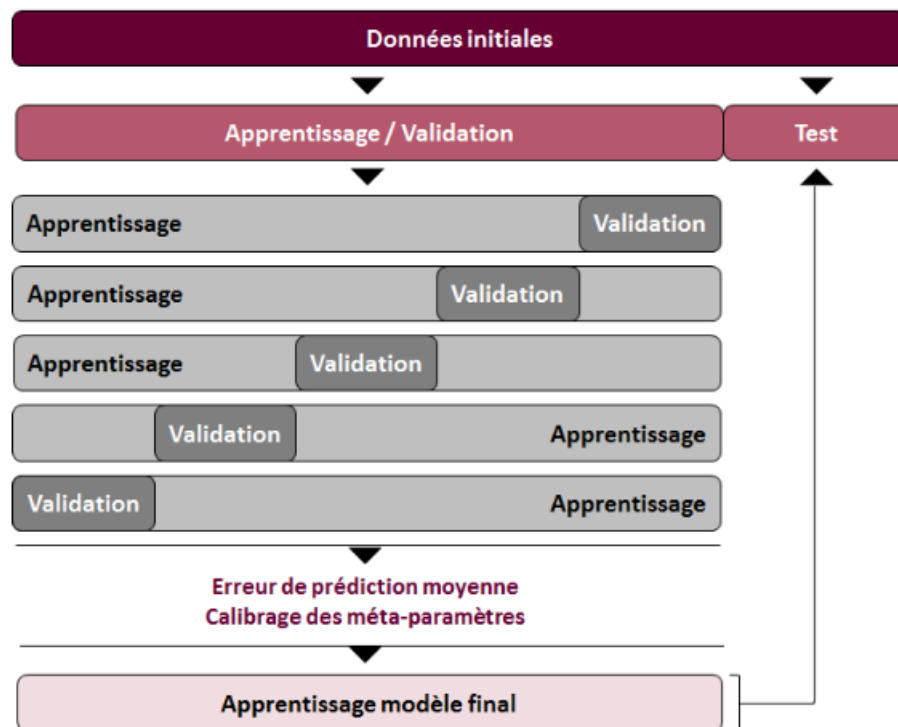 Données initiales
Apprentissage / Validation
Test
Apprentissage
Validation
Apprentissage
Validation
Apprentissage
Validation
Validation
Apprentissage
Validation
Apprentissage
Erreur de prédiction moyenne
Calibrage des méta-paramètres
Apprentissage modèle final